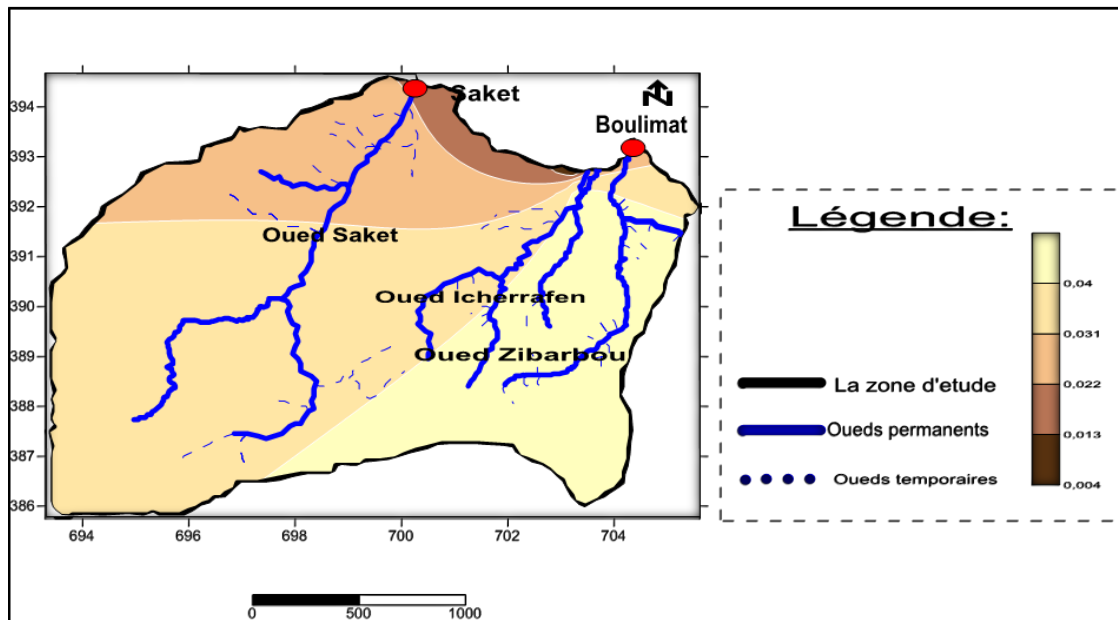 394
393
392
391
390
389
388
387
386
694
696
698
700
702
704
Saket
N
Boulimat
Oued Saket
Oued Icherrafen
Oued Zibarbou
0
500
1000
Légende:
La zone d'etude
Oueds permanents
Oueds temporaires
0,04
0,031
0,022
0,013
0,004